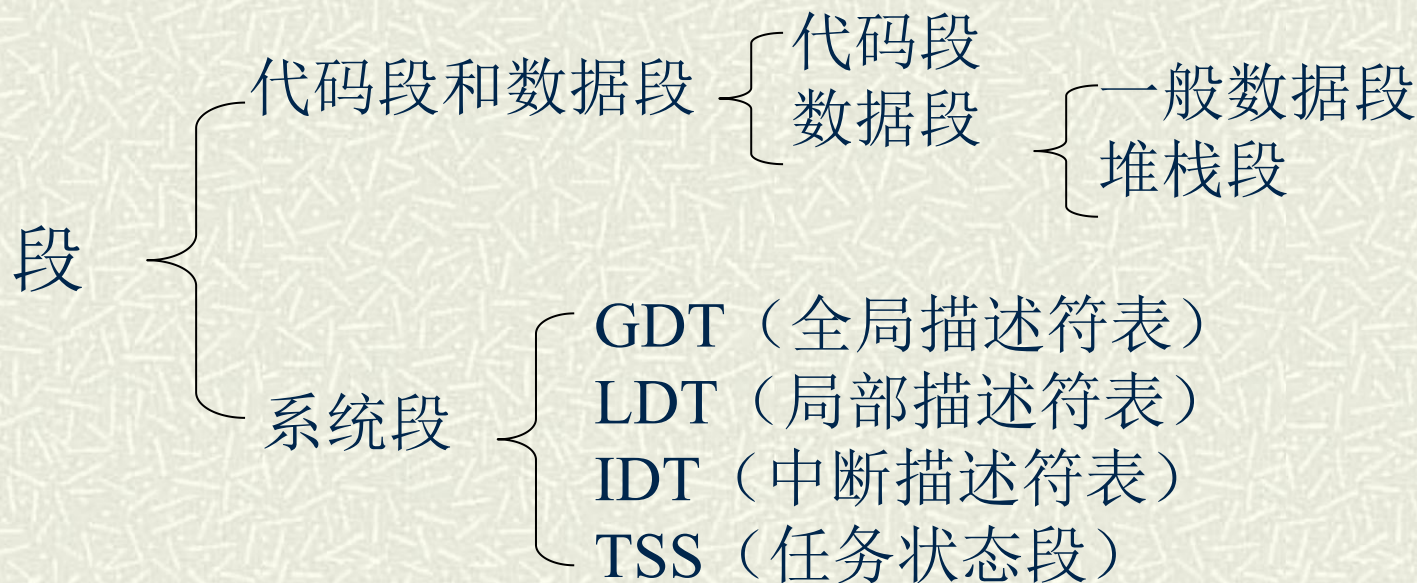 代码段和数据段
代码段
数据段
一般数据段
堆栈段
段
系统段
GDT（全局描述符表）
LDT（局部描述符表）
IDT（中断描述符表）
TSS（任务状态段）